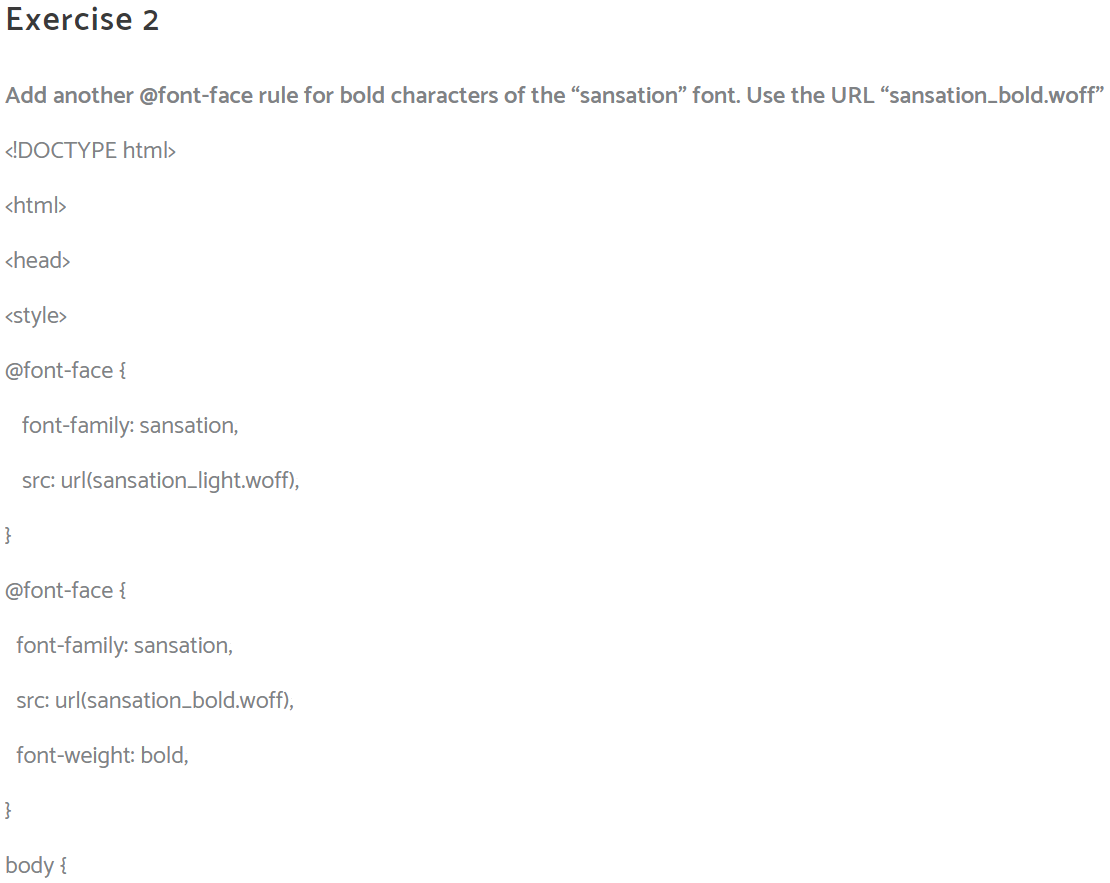 Exercise 2
Add another @font-face rule for bold characters of the “sansation” font. Use the URL “sansation_bold.woff”
<!DOCTYPE html>
<html>
<head>
<style>
@font-face {
font-family: sansation,
src: url(sansation_light.woff),
}
@font-face {
font-family: sansation,
src: url(sansation_bold.woff),
font-weight: bold,
}
body {